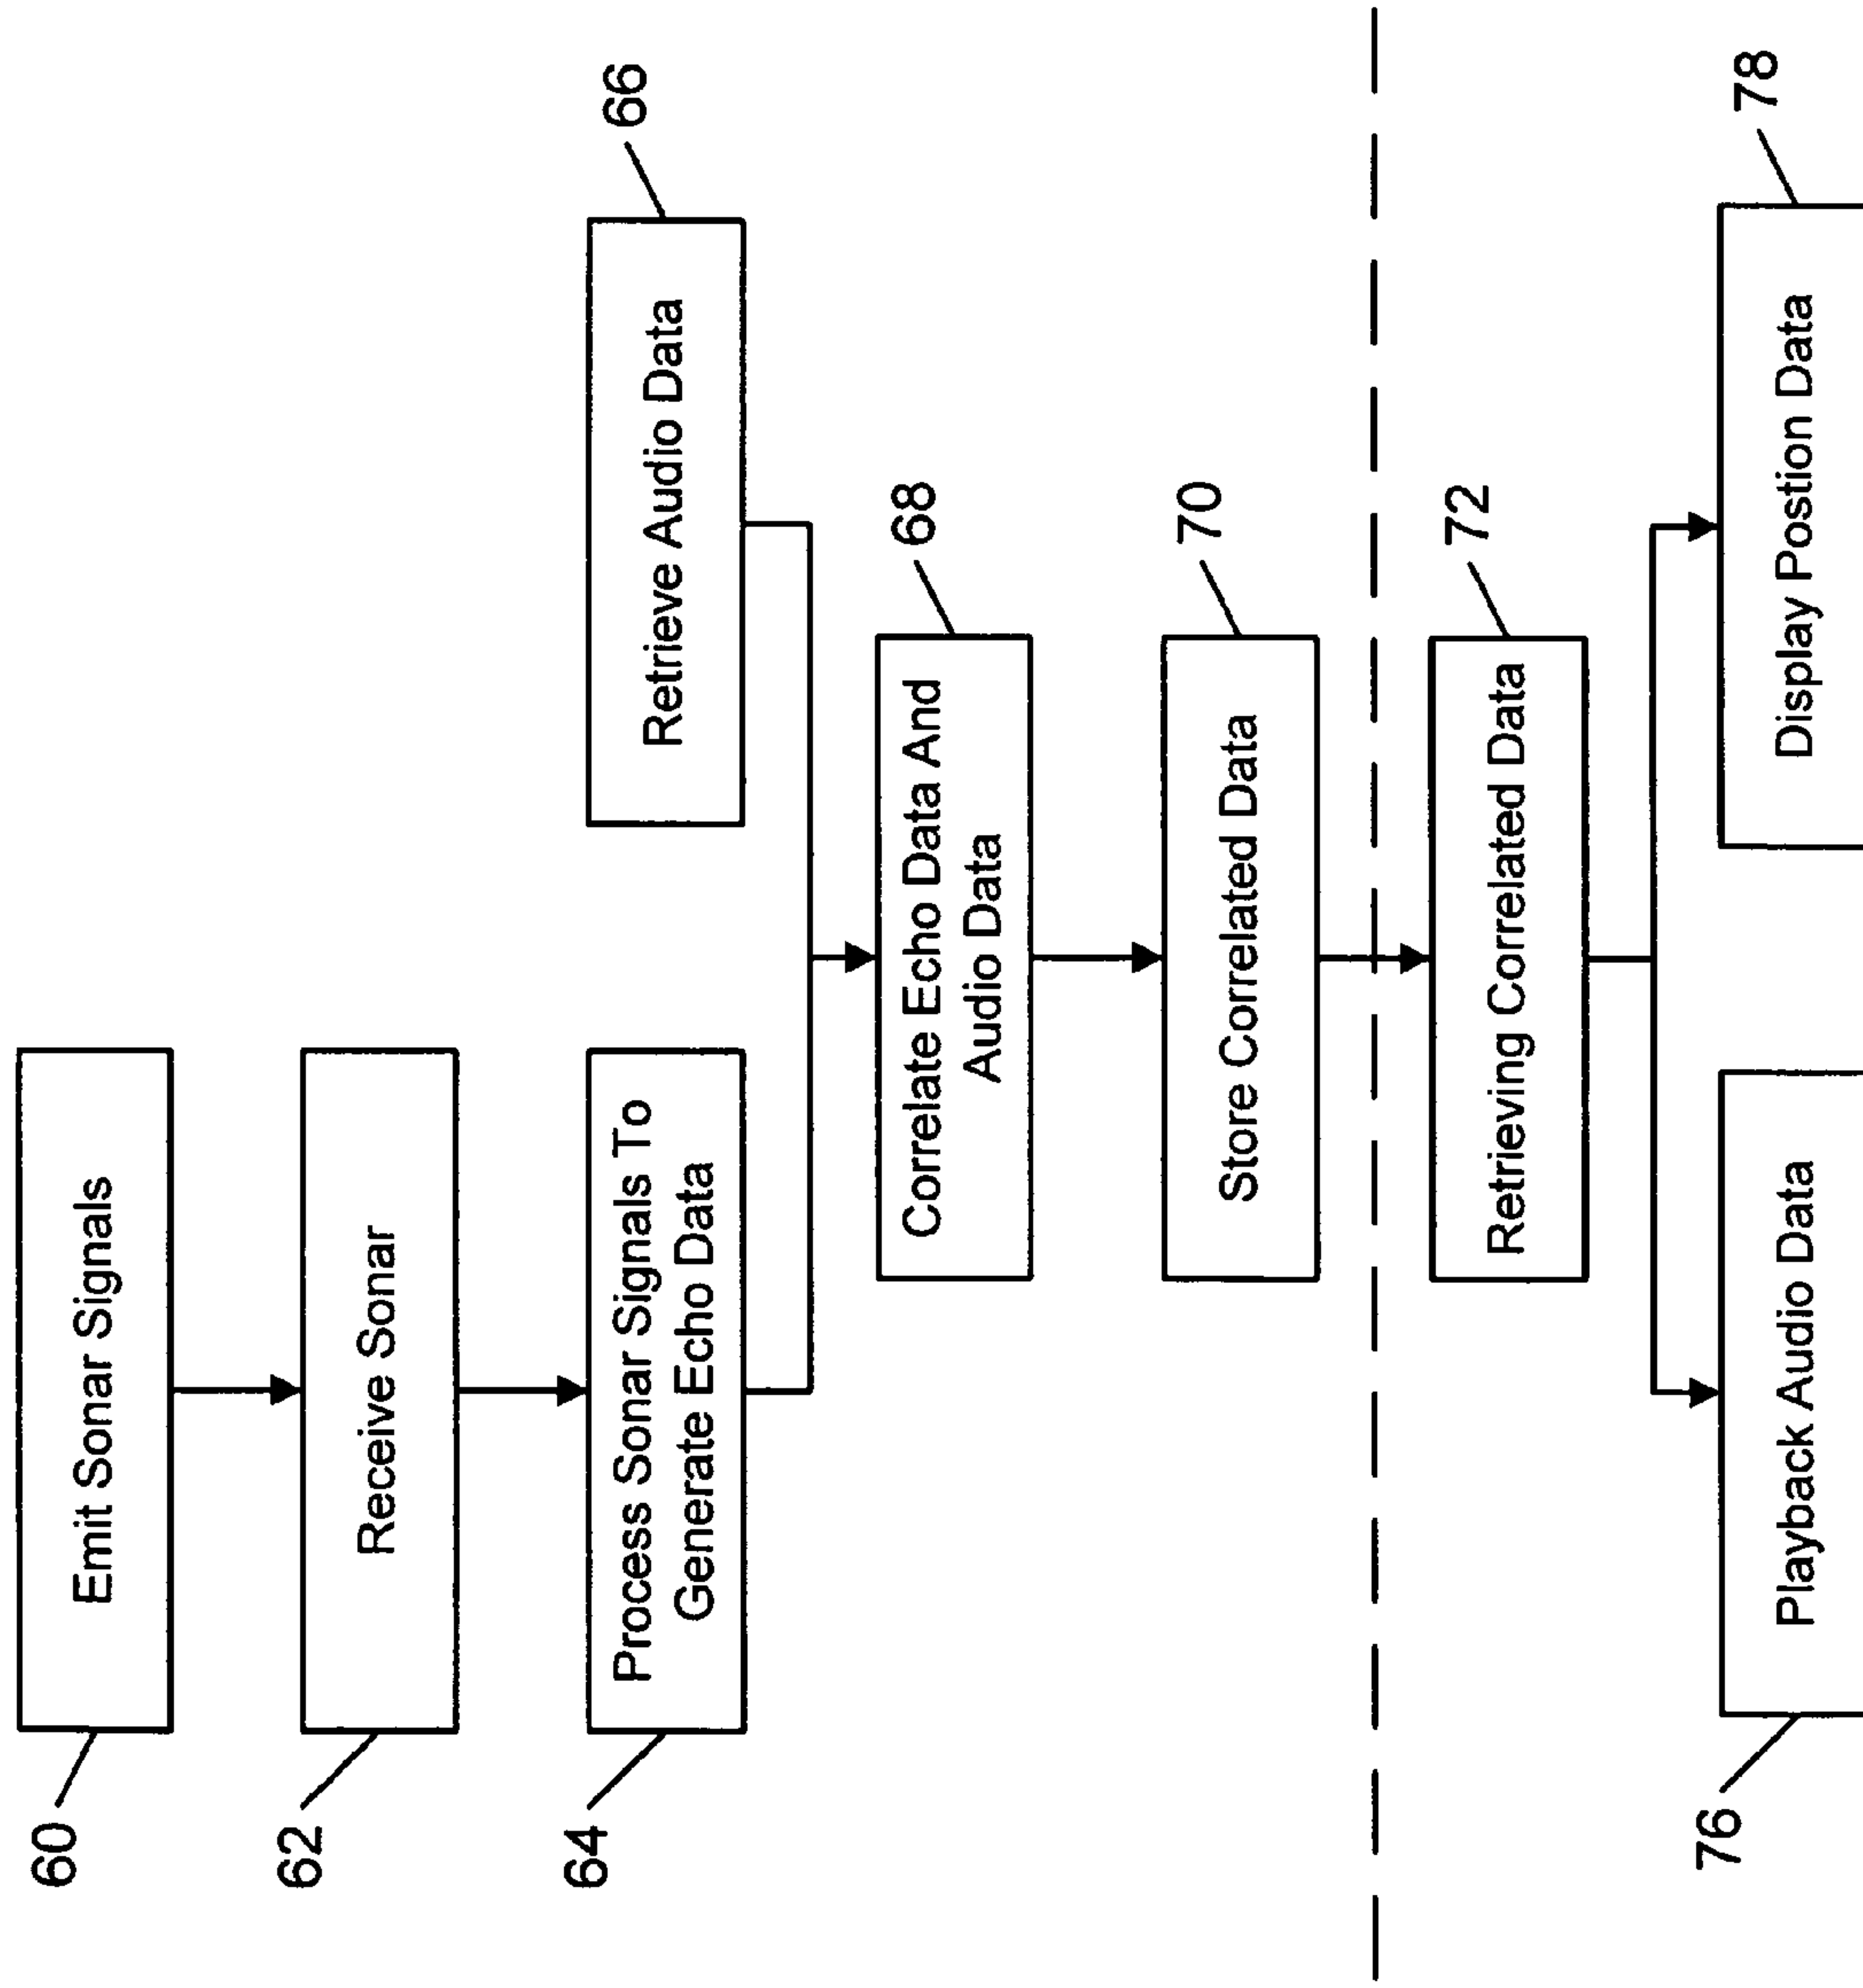 60
Emit Sonar Signals
62
Receive Sonar
64
Process Sonar Signals To
Generate Echo Data
66
Retrieve Audio Data
68
Correlate Echo Data And
Audio Data
70
Store Correlated Data
72
Retrieving Correlated Data
76
Playback Audio Data
78
Display Postion Data